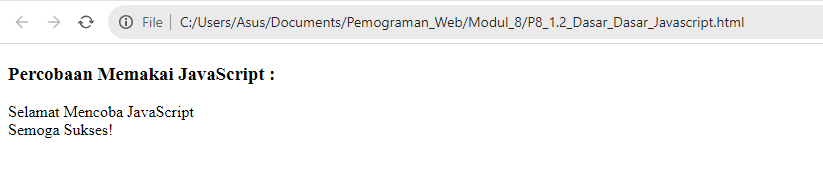 File | C:/Users/Asus/Documents/Pemograman_Web/Modul_8/P8_1.2_Dasar_Dasar_Javascript.html
Percobaan Memakai JavaScript :
Selamat Mencoba JavaScript
Semoga Sukses!